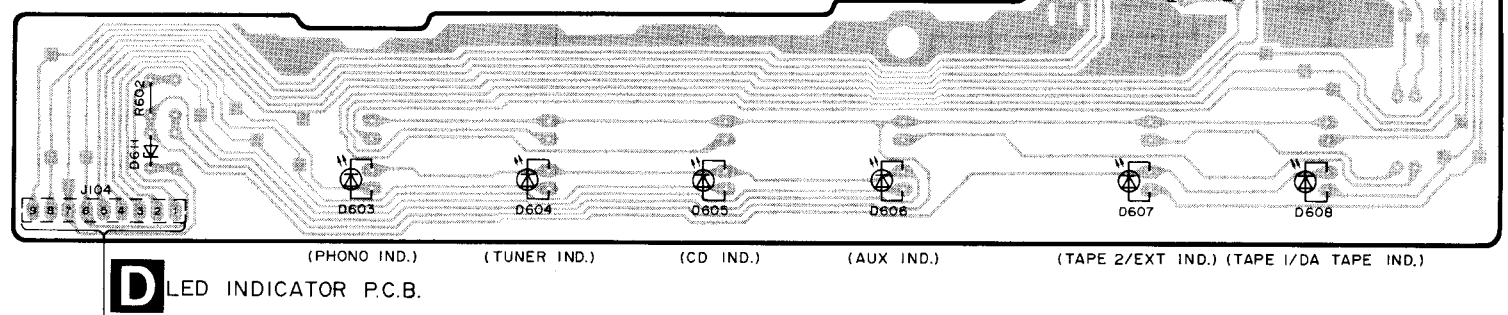 R602
D611
J104
9 8 7 6 5 4 3 2 1
D603 D604 D605 D606 D607 D608
(PHONO IND.) (TUNER IND.) (CD IND.) (AUX IND.) (TAPE 2/EXT IND.) (TAPE 1/DA TAPE IND.)
D LED INDICATOR P.C.B.